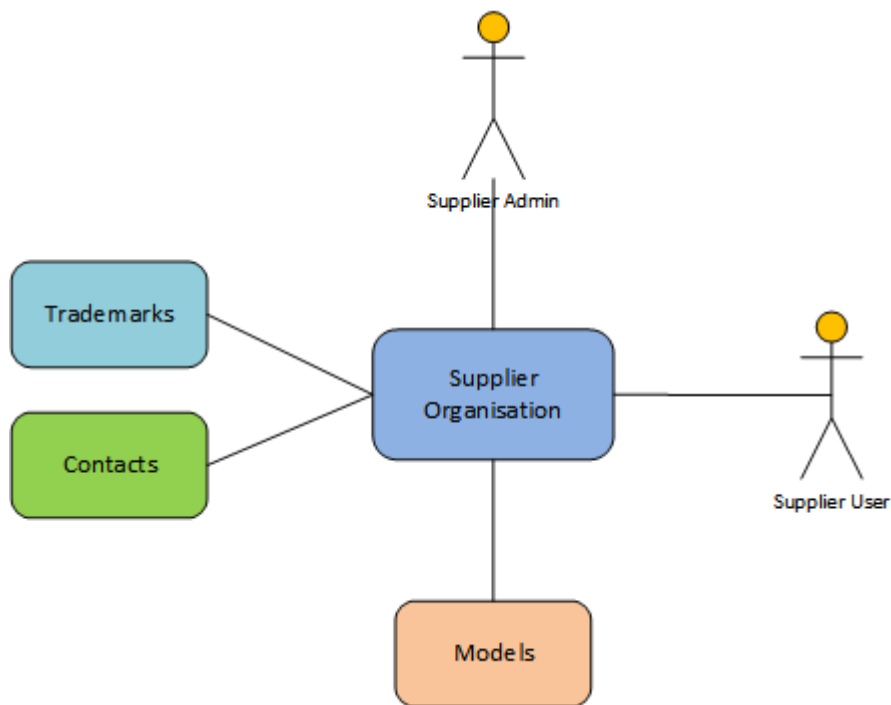 Supplier Admin
Trademarks
Supplier
Organisation
Contacts
Supplier User
Models